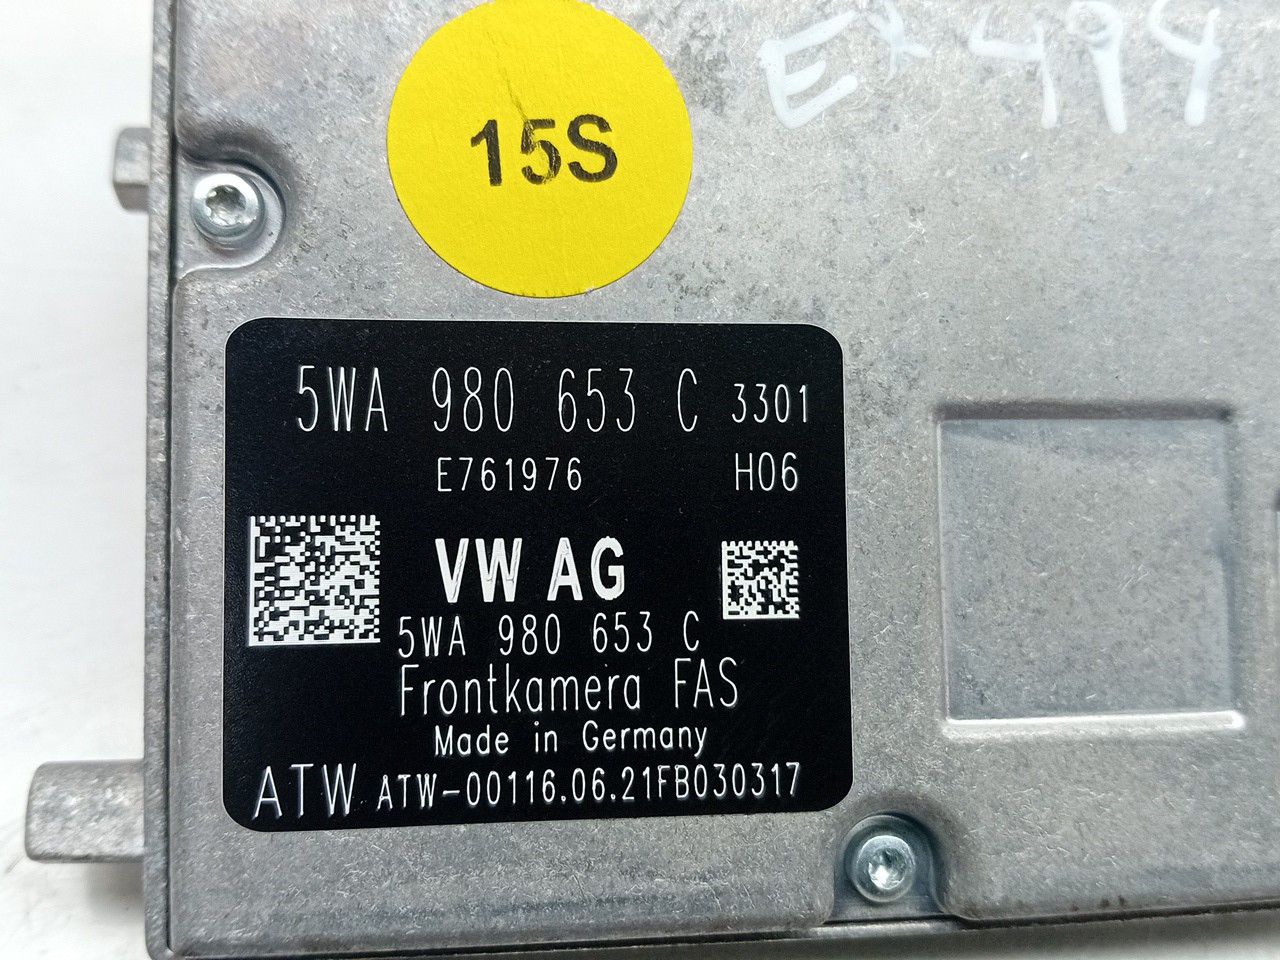 E* 494
15S
5WA 980 653 C 3301
E761976 H06
VW AG
5WA 980 653 C
Frontkamera FAS
Made in Germany
ATW ATW-00116.06.21FB030317